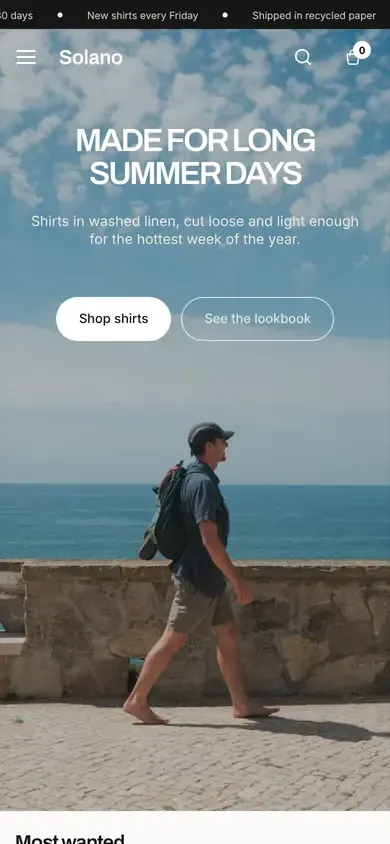 0 days • New shirts every Friday • Shipped in recycled paper
Solano
0
MADE FOR LONG
SUMMER DAYS
Shirts in washed linen, cut loose and light enough
for the hottest week of the year.
Shop shirts
See the lookbook
Most wanted